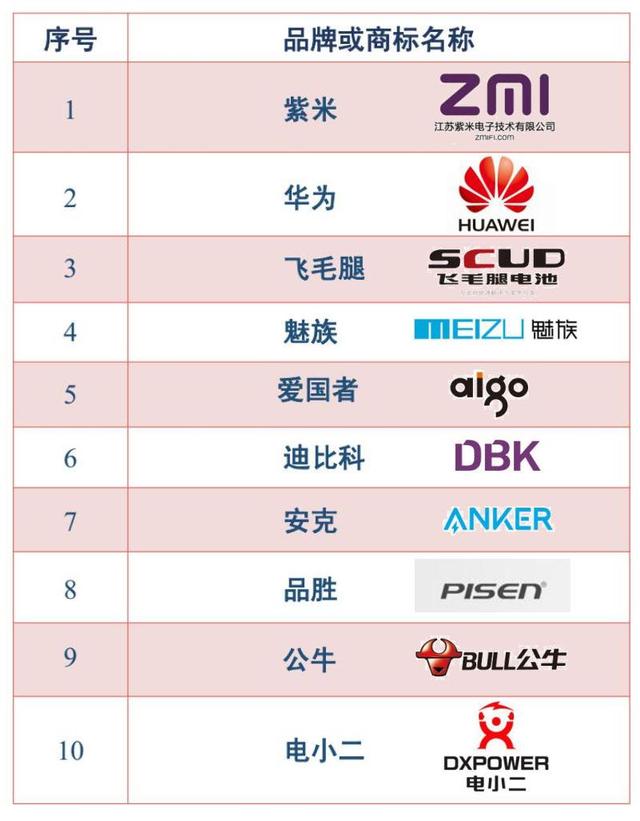 序号 品牌或商标名称
1 紫米 ZMI
江苏紫米电子技术有限公司
ZMIFI.COM
2 华为 HUAWEI
3 飞毛腿 SCUD
飞毛腿电池
4 魅族 MEIZU 魅族
5 爱国者 aigo
6 迪比科 DBK
7 安克 ANKER
8 品胜 PISEN®
9 公牛 BULL公牛
10 电小二 DXPOWER
电小二